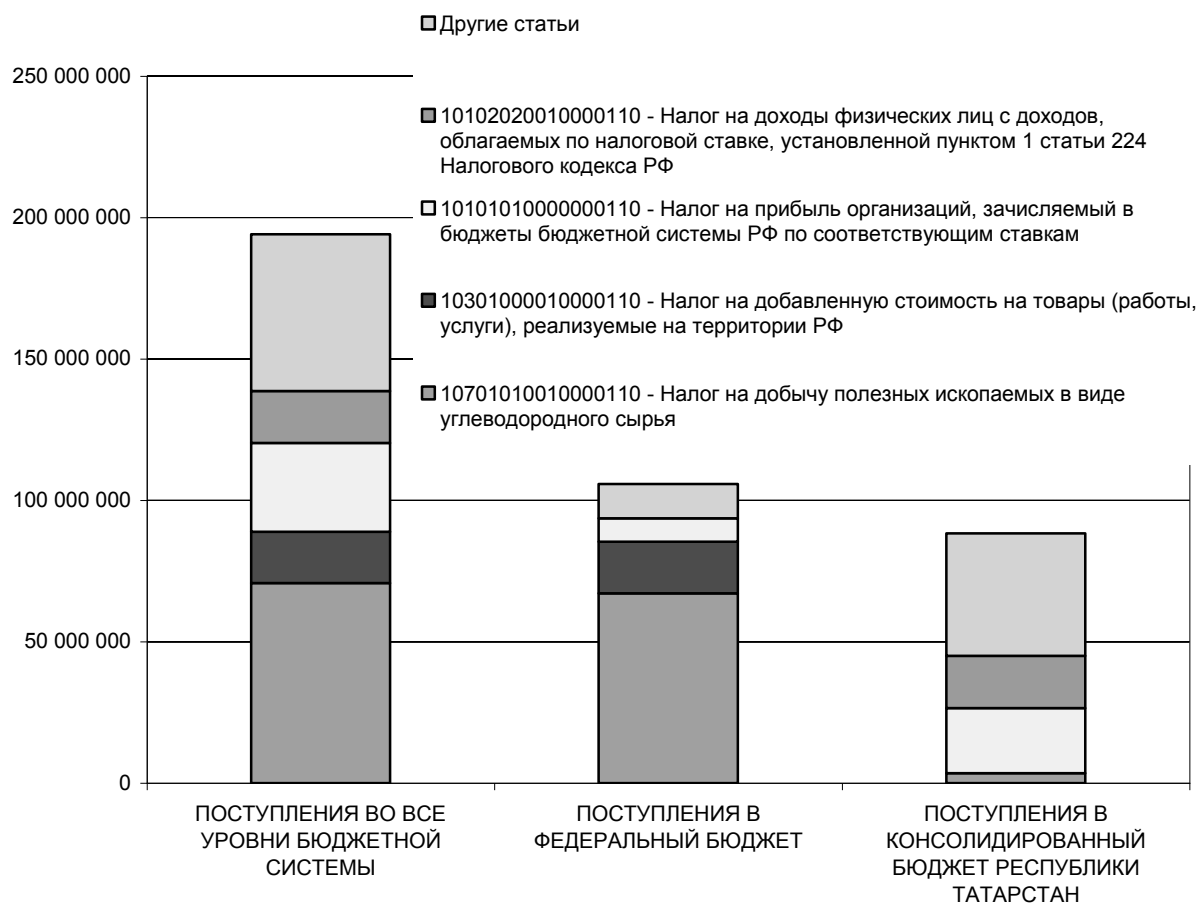 Другие статьи
250 000 000
10102020010000110 - Налог на доходы физических лиц с доходов,
облагаемых по налоговой ставке, установленной пунктом 1 статьи 224
Налогового кодекса РФ
200 000 000
10101010000000110 - Налог на прибыль организаций, зачисляемый в
бюджеты бюджетной системы РФ по соответствующим ставкам
10301000010000110 - Налог на добавленную стоимость на товары (работы,
услуги), реализуемые на территории РФ
150 000 000
10701010010000110 - Налог на добычу полезных ископаемых в виде
углеводородного сырья
100 000 000
50 000 000
0
ПОСТУПЛЕНИЯ ВО ВСЕ
УРОВНИ БЮДЖЕТНОЙ
СИСТЕМЫ
ПОСТУПЛЕНИЯ В
ФЕДЕРАЛЬНЫЙ БЮДЖЕТ
ПОСТУПЛЕНИЯ В
КОНСОЛИДИРОВАННЫЙ
БЮДЖЕТ РЕСПУБЛИКИ
ТАТАРСТАН